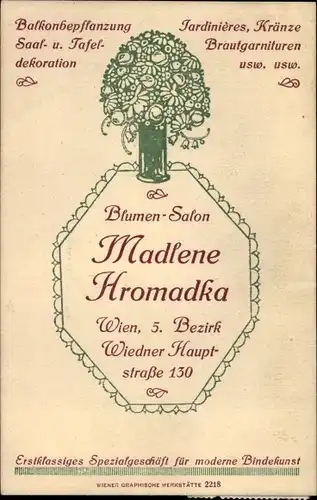 Balkonbepflanzung
Saal- u. Tafel-
dekoration
Jardinières, Kränze
Brautgarnituren
usw. usw.
Blumen-Salon
Madlene
Hromadka
Wien, 5. Bezirk
Wiedner Haupt-
straße 130
Erstklassiges Spezialgeschäft für moderne Bindekunst
WIENER GRAPHISCHE WERKSTÄTTE 2218